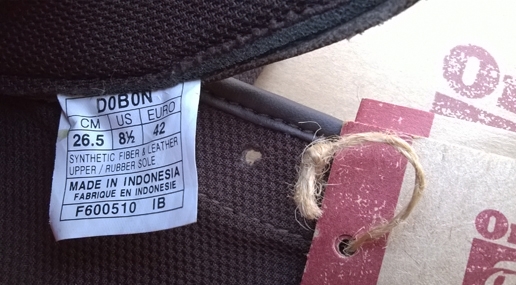 D0B0N
CM US EURO
26.5 8½ 42
SYNTHETIC FIBER & LEATHER
UPPER / RUBBER SOLE
MADE IN INDONESIA
FABRIQUE EN INDONESIE
F600510 IB